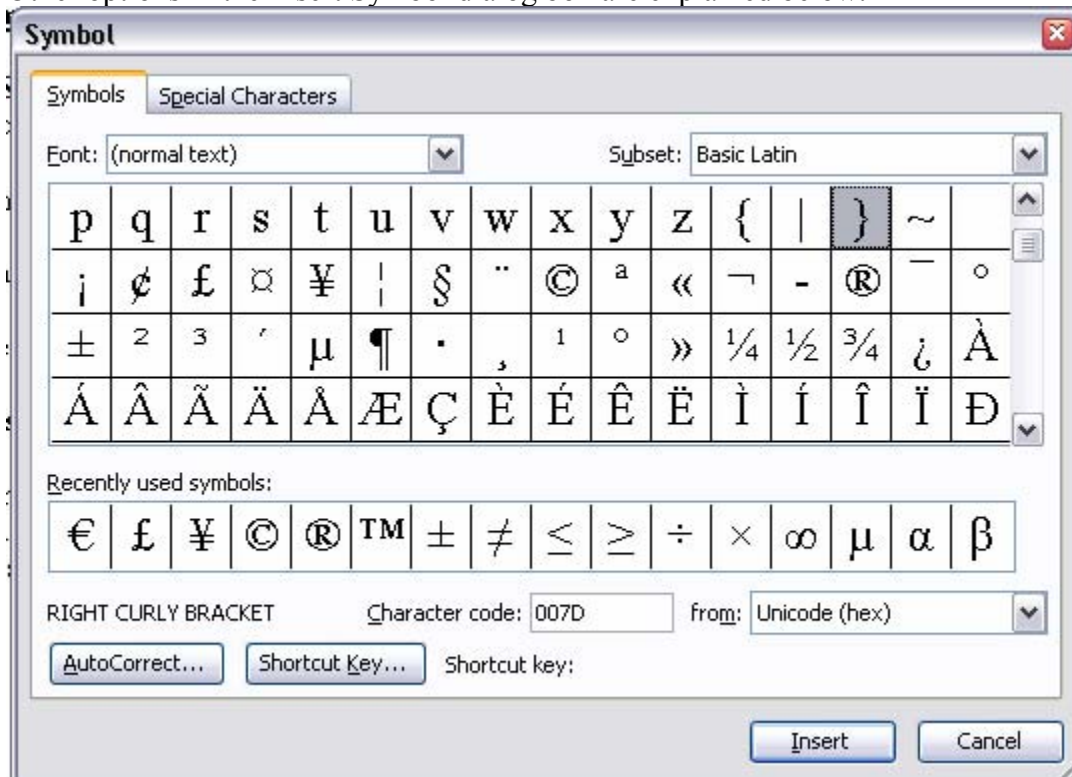 Symbol
Symbols Special Characters
Font: (normal text) Subset: Basic Latin
p q r s t u v w x y z { | } ~
¡ ¢ £ ¤ ¥ ¦ § ¨ © ª « ¬ - ® ¯ °
± ² ³ ´ µ ¶ · ¸ ¹ º » ¼ ½ ¾ ¿ À
Á Â Ã Ä Å Æ Ç È É Ê Ë Ì Í Î Ï Ð
Recently used symbols:
€ £ ¥ © ® ™ ± ≠ ≤ ≥ ÷ × ∞ µ α β
RIGHT CURLY BRACKET Character code: 007D from: Unicode (hex)
AutoCorrect... Shortcut Key... Shortcut key:
Insert Cancel